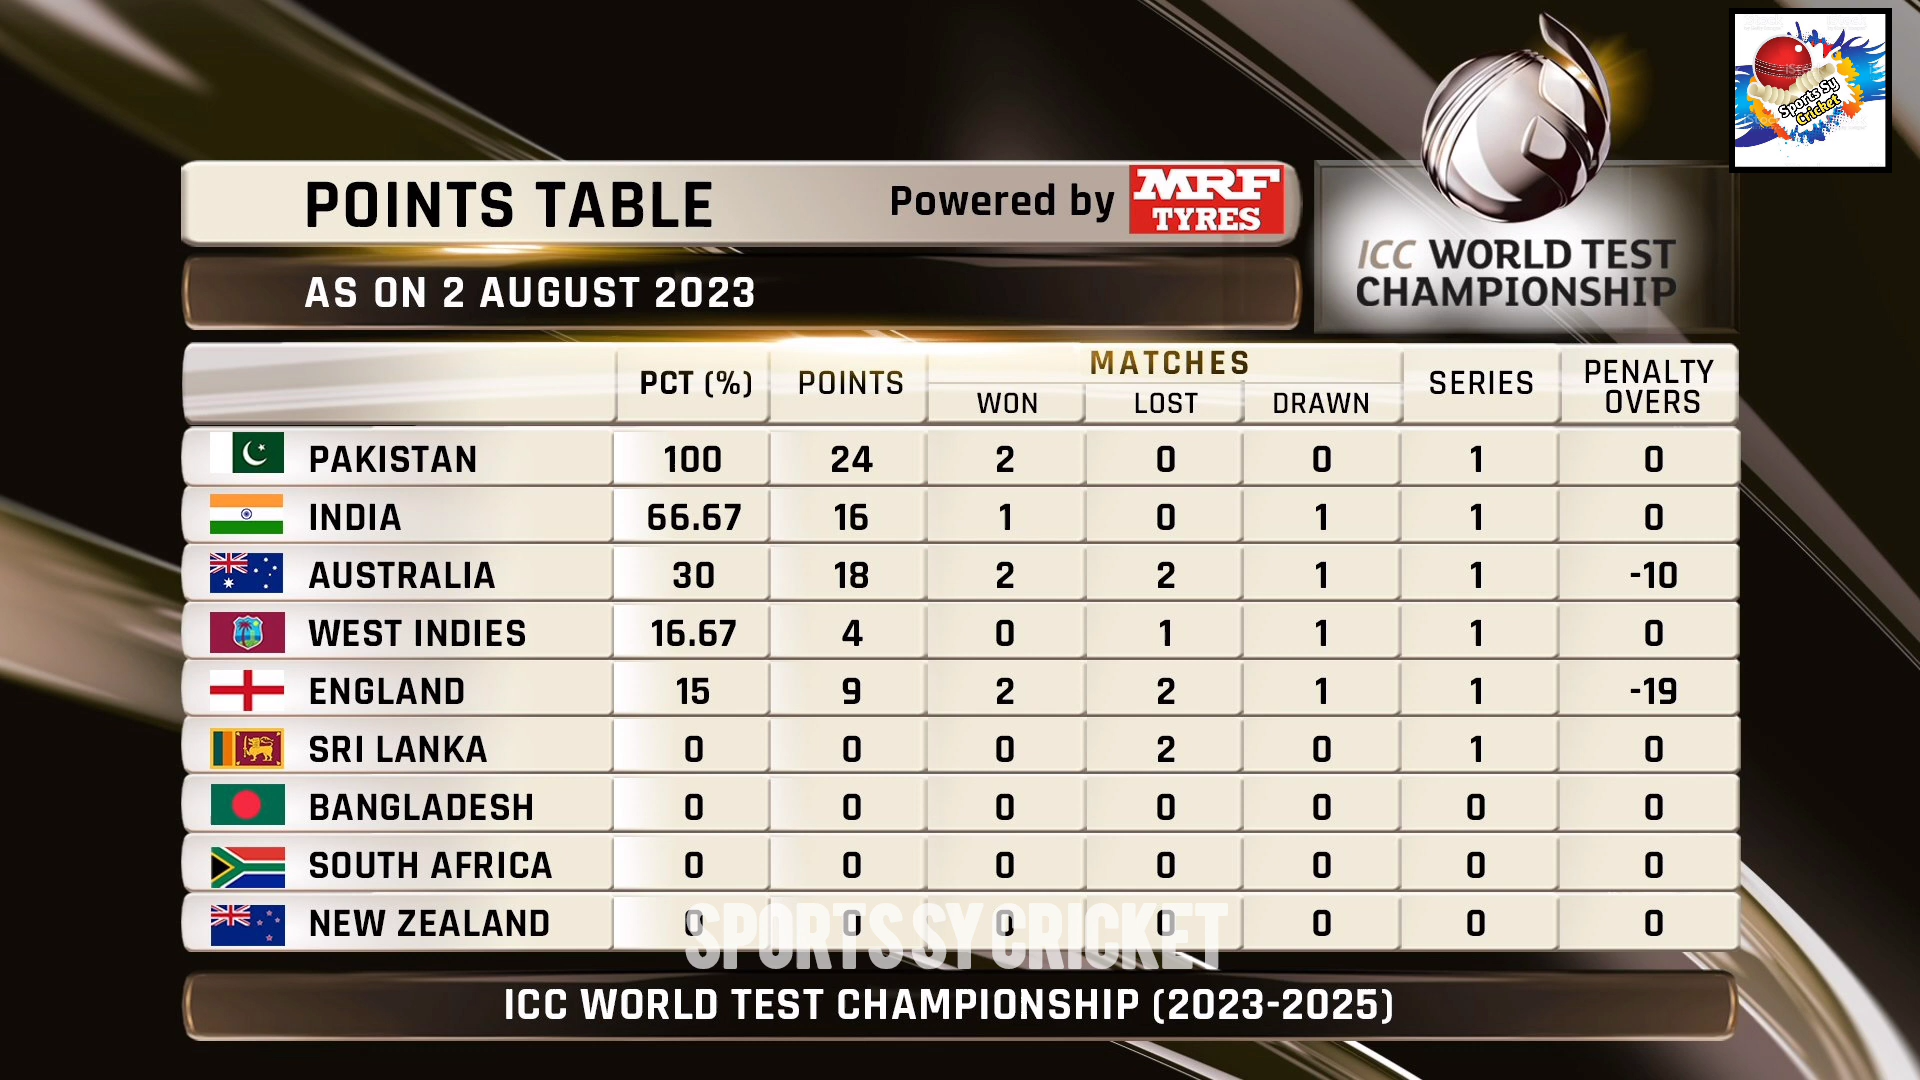 Sports Sy
Cricket
POINTS TABLE Powered by MRF
TYRES
ICC WORLD TEST
CHAMPIONSHIP
AS ON 2 AUGUST 2023
PCT (%) POINTS MATCHES SERIES PENALTY
OVERS
WON LOST DRAWN
PAKISTAN 100 24 2 0 0 1 0
INDIA 66.67 16 1 0 1 1 0
AUSTRALIA 30 18 2 2 1 1 -10
WEST INDIES 16.67 4 0 1 1 1 0
ENGLAND 15 9 2 2 1 1 -19
SRI LANKA 0 0 0 2 0 1 0
BANGLADESH 0 0 0 0 0 0 0
SOUTH AFRICA 0 0 0 0 0 0 0
NEW ZEALAND 0 0 0 0 0 0 0
SPORTS SY CRICKET
ICC WORLD TEST CHAMPIONSHIP (2023-2025)